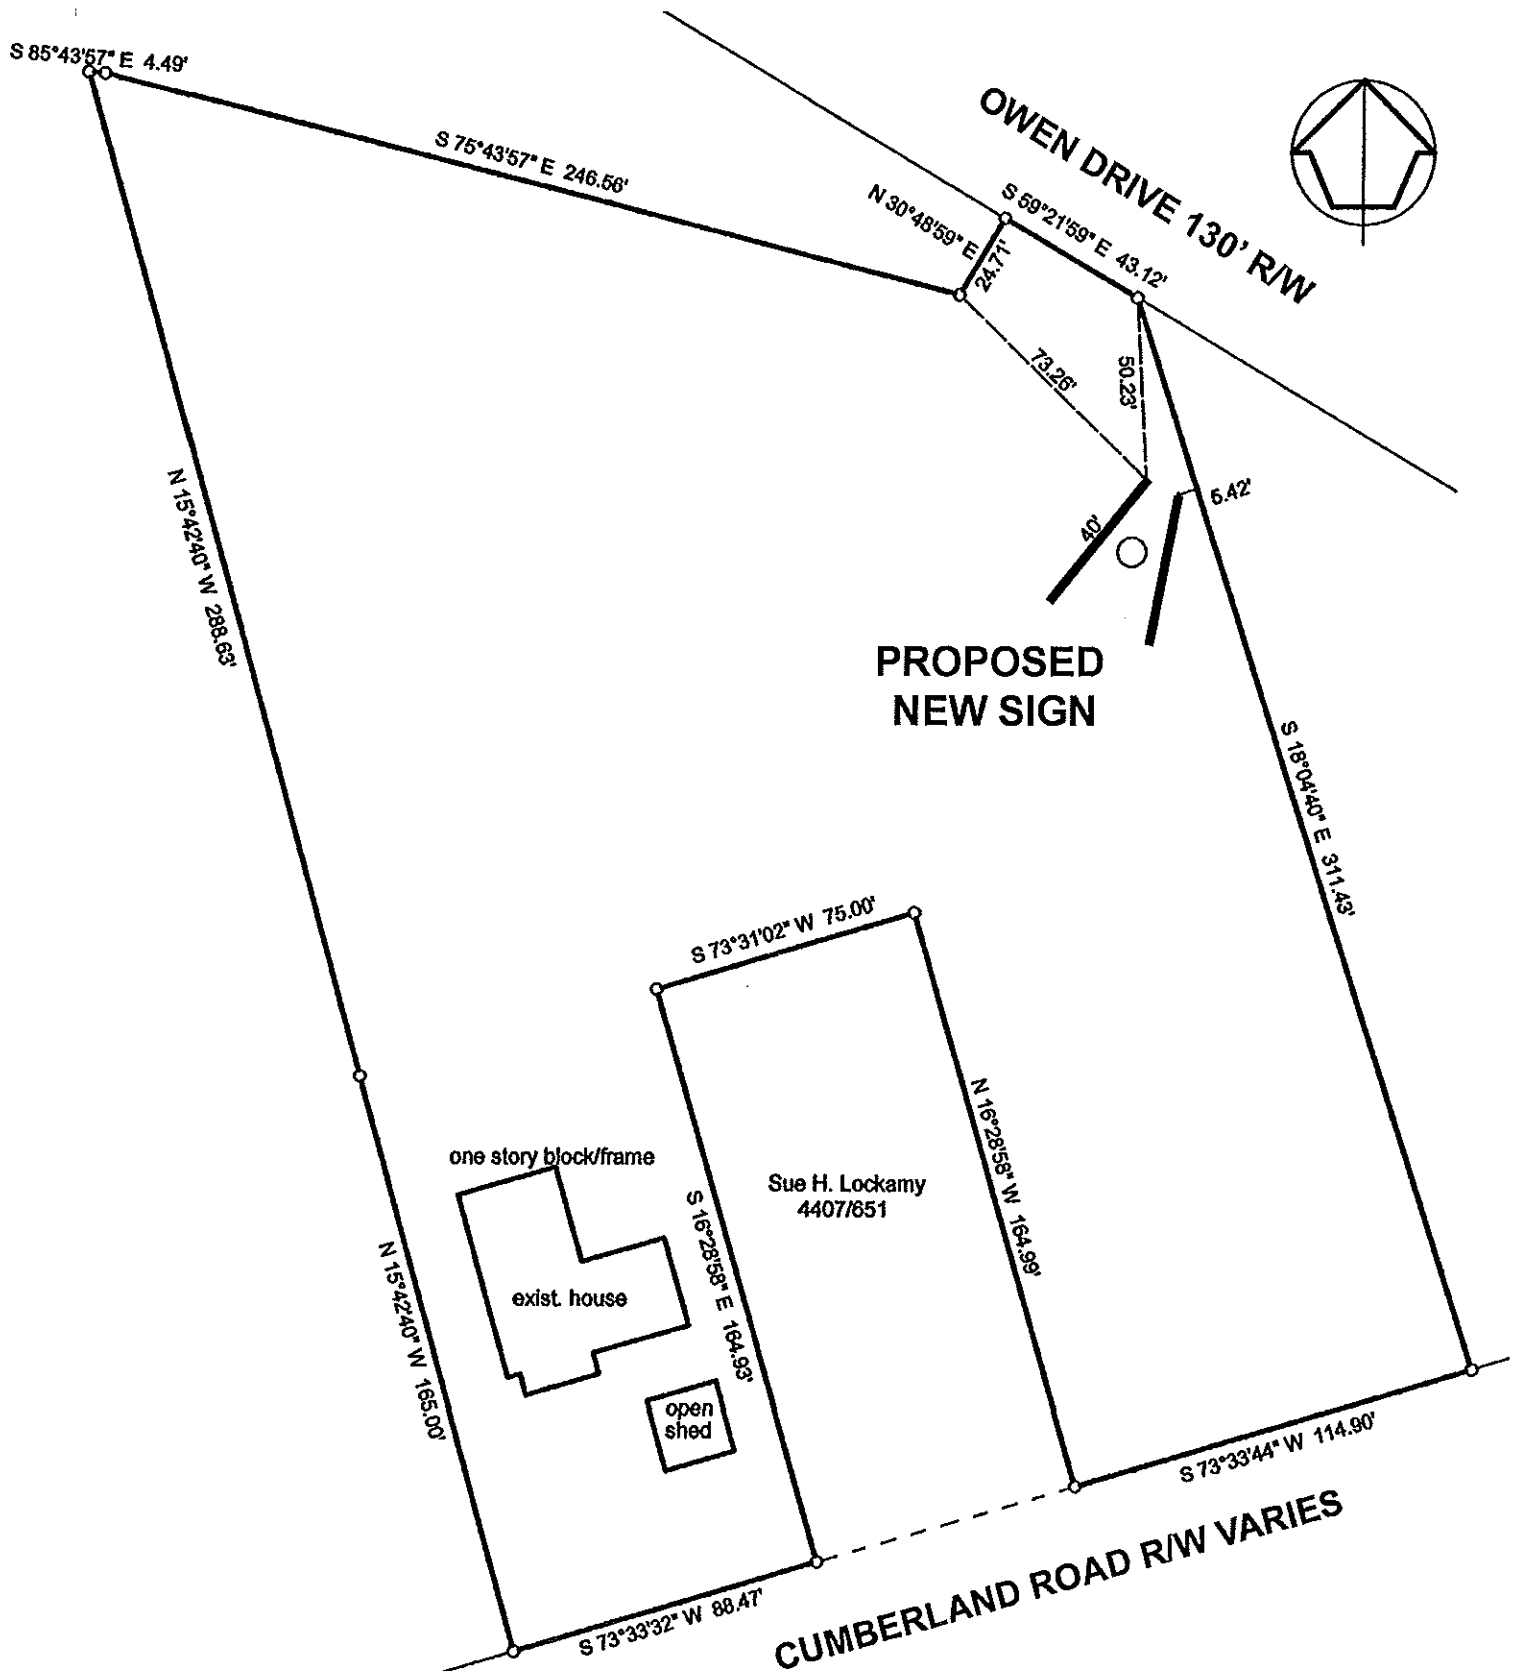 S 85°43'57" E 4.49'
S 75°43'57" E 246.56'
OWEN DRIVE 130' R/W
N 30°48'59" E
24.71'
S 59°21'59" E 43.12'
73.26'
50.23'
5.42'
40'
PROPOSED
NEW SIGN
N 15°42'40" W 288.63'
S 18°04'40" E 311.43'
S 73°31'02" W 75.00'
one story block/frame
exist. house
open
shed
N 15°42'40" W 165.00'
S 16°28'58" E 164.93'
Sue H. Lockamy
4407/651
N 16°28'58" W 164.99'
S 73°33'44" W 114.90'
S 73°33'32" W 88.47'
CUMBERLAND ROAD R/W VARIES